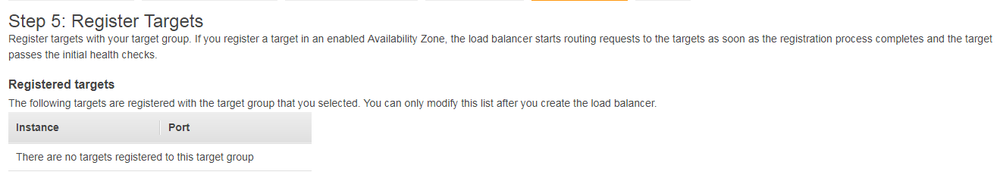 Step 5: Register Targets
Register targets with your target group. If you register a target in an enabled Availability Zone, the load balancer starts routing requests to the targets as soon as the registration process completes and the target
passes the initial health checks.
Registered targets
The following targets are registered with the target group that you selected. You can only modify this list after you create the load balancer.
Instance Port
There are no targets registered to this target group